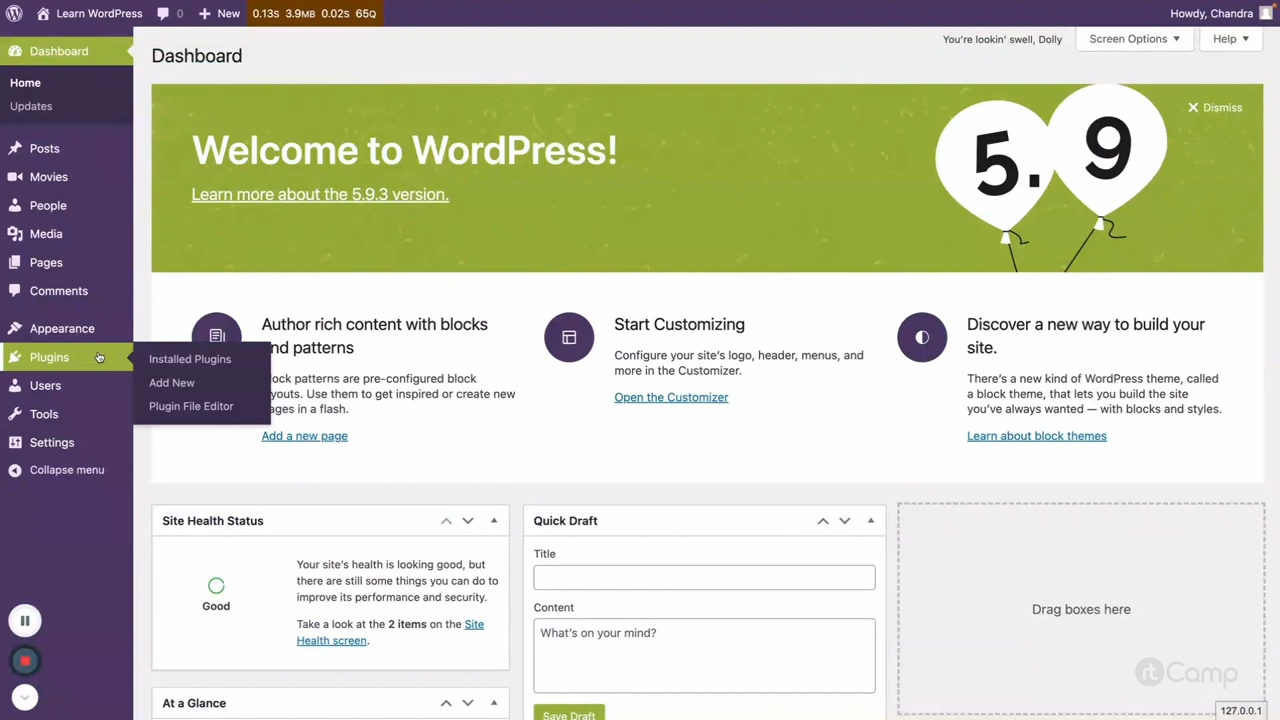 Learn WordPress
0
New
0.13S 3.9MB 0.02S 65Q
Howdy, Chandra
Dashboard
Home
Updates
Posts
Movies
People
Media
Pages
Comments
Appearance
Plugins
Users
Tools
Settings
Collapse menu
Installed Plugins
Add New
Plugin File Editor
You're lookin' swell, Dolly
Screen Options
Help
Dashboard
Welcome to WordPress!
Learn more about the 5.9.3 version.
5.9
Dismiss
Author rich content with blocks
nd patterns
ock patterns are pre-configured block
youts. Use them to get inspired or create new
ages in a flash.
Add a new page
Start Customizing
Configure your site's logo, header, menus, and
more in the Customizer.
Open the Customizer
Discover a new way to build your
site.
There's a new kind of WordPress theme, called
a block theme, that lets you build the site
you've always wanted — with blocks and styles.
Learn about block themes
Site Health Status
Good
Your site's health is looking good, but
there are still some things you can do to
improve its performance and security.
Take a look at the 2 items on the Site
Health screen.
At a Glance
Quick Draft
Title
Content
What's on your mind?
Save Draft
Drag boxes here
rtCamp
127.0.0.1